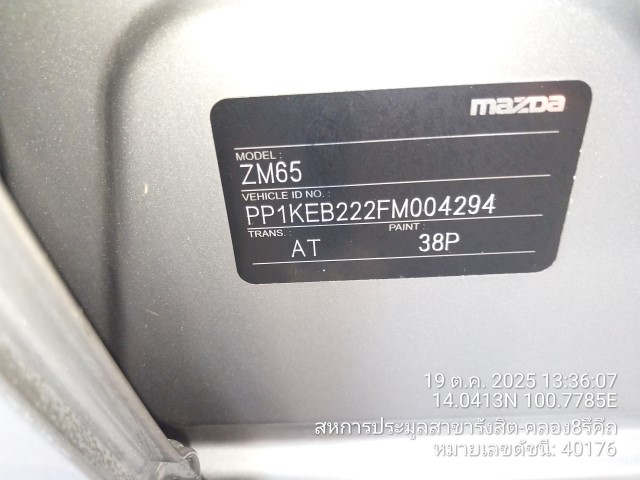 mazda
MODEL :
ZM65
VEHICLE ID NO. :
PP1KEB222FM004294
TRANS. : PAINT :
AT 38P
19 ต.ค. 2025 13:36:07
14.0413N 100.7785E
สหการประมูลสาขารังสิต-คลอง8รีคีถ
หมายเลขดัชนี: 40176